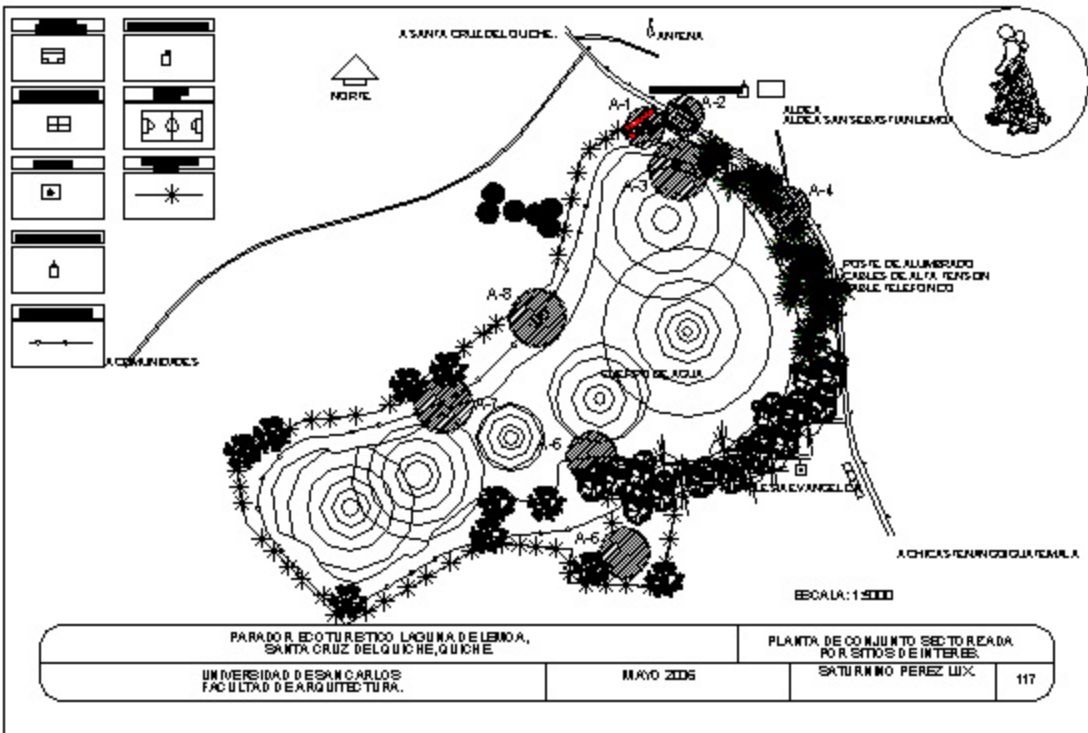 A SANTA CRUZ DEL QUICHE.
ANTENA
NORTE
A-1
A-2
ALDEA
ALDEA SAN SEBASTIAN LEMOA
A-3
A-4
POSTE DE ALUMBRADO
CABLES DE ALTA TENSION
CABLE TELEFONICO
A-8
A COMUNIDADES
CUERPO DE AGUA
A-7
A-6
IGLESIA EVANGELICA
A-5
A CHICASTENANGO GUATEMALA
ESCALA: 1:5000
PARADOR ECOTURISTICO LAGUNA DE LEMOA,
SANTA CRUZ DEL QUICHE, QUICHE.
PLANTA DE CONJUNTO SECTORIZADA
POR SITIOS DE INTERES.
UNIVERSIDAD DE SAN CARLOS
FACULTAD DE ARQUITECTURA.
MAYO 2006
SATURNINO PEREZ LUX.
117